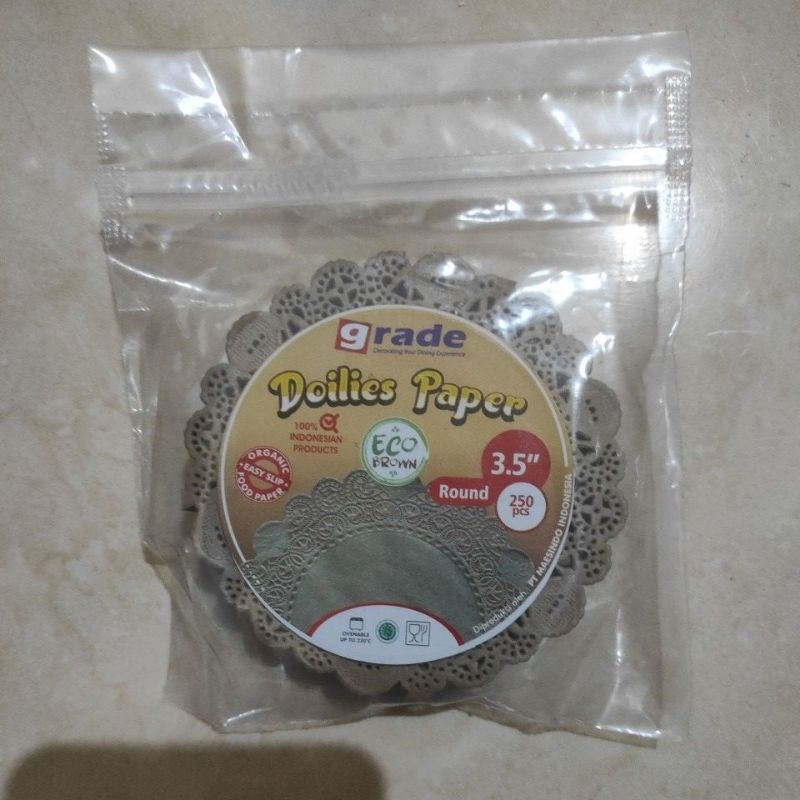 grade
Decorating Your Dining Experience
Doilies Paper
100%
INDONESIAN
PRODUCTS
ECO
BROWN
3.5"
Round
250
pcs
ORGANIC
EASY SLIP
FOOD PAPER
OVENABLE
UP TO 220°C
Diproduksi oleh : PT MAESINDO INDONESIA